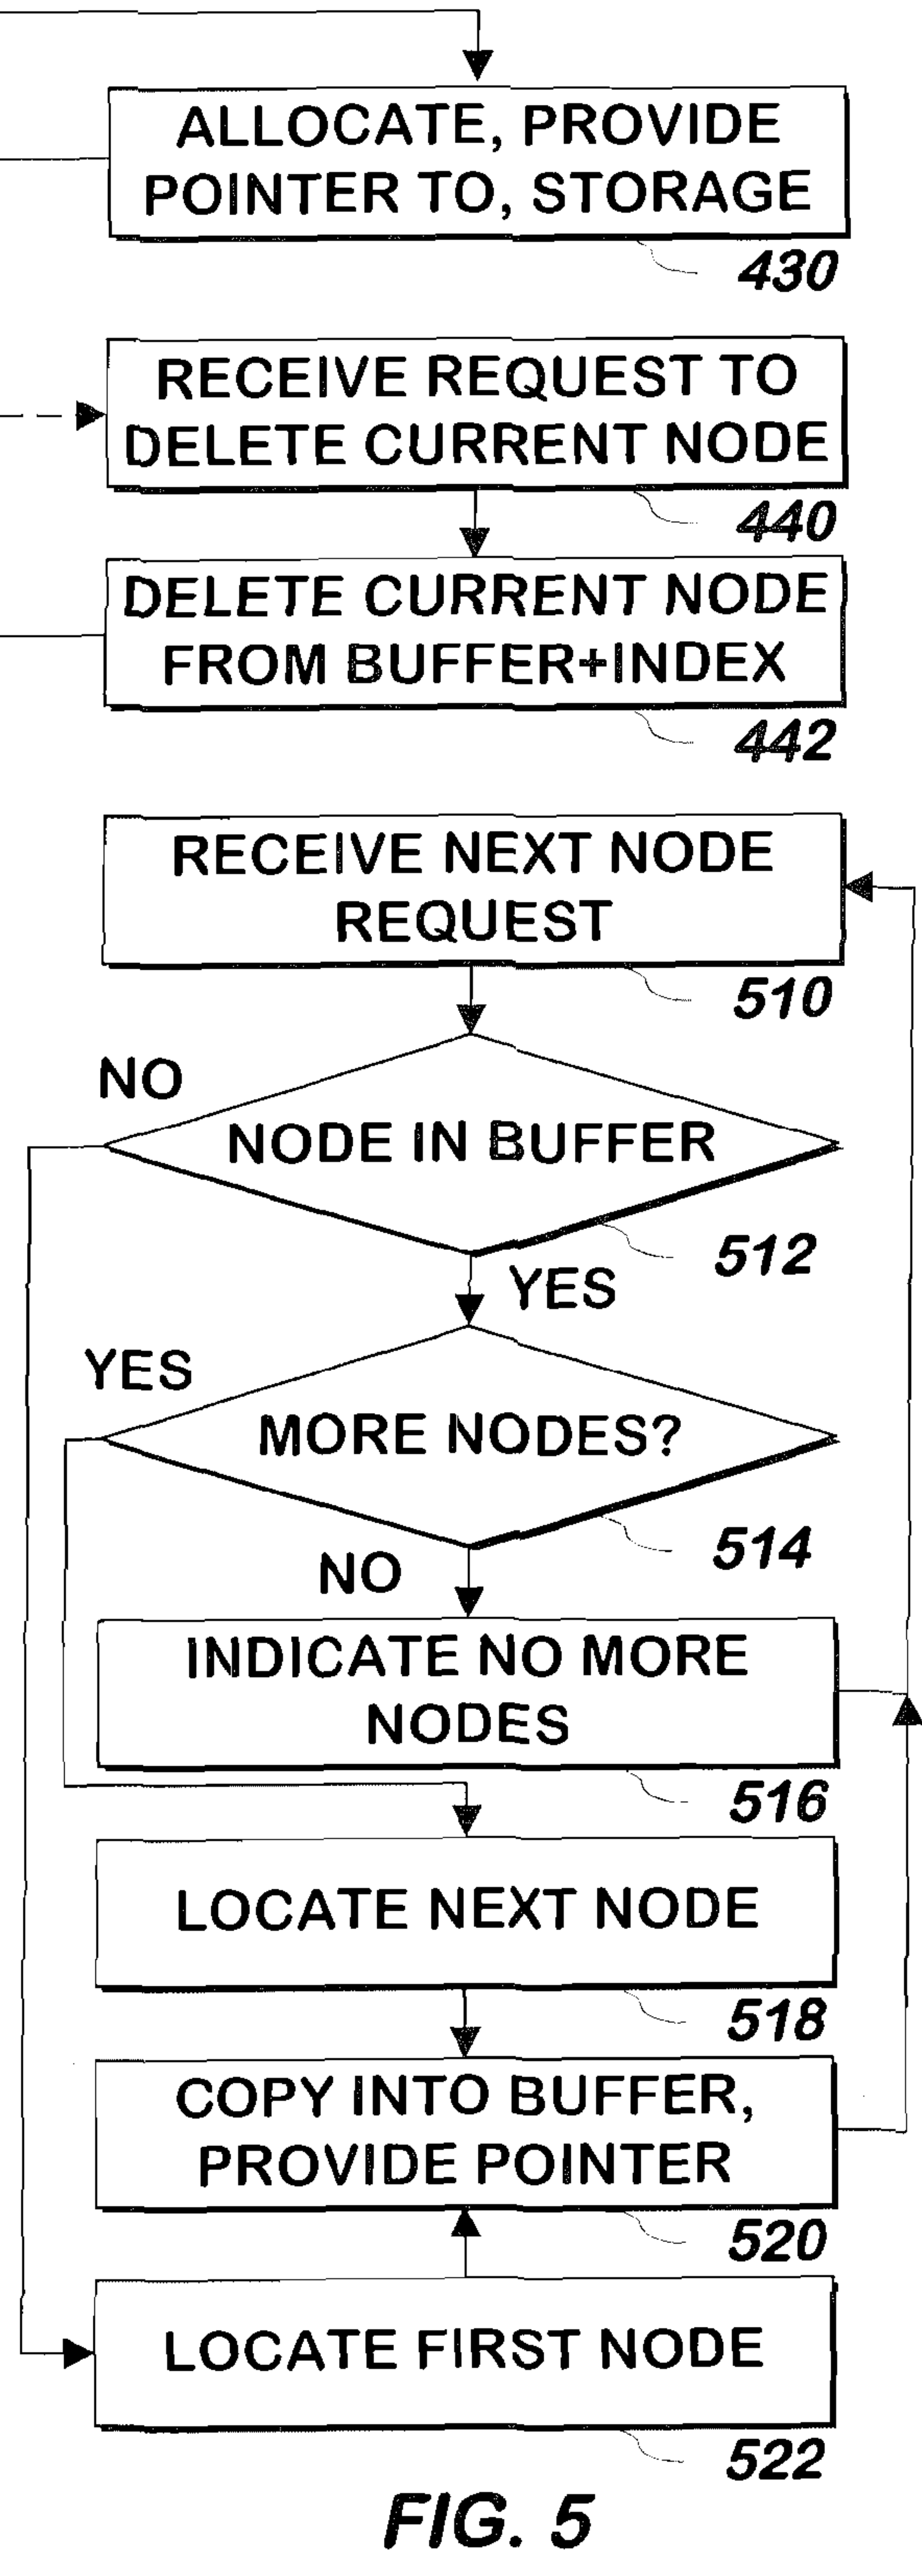 ALLOCATE, PROVIDE
POINTER TO, STORAGE
430
RECEIVE REQUEST TO
DELETE CURRENT NODE
440
DELETE CURRENT NODE
FROM BUFFER+INDEX
442
RECEIVE NEXT NODE
REQUEST
510
NO
NODE IN BUFFER
512
YES
YES
MORE NODES?
514
NO
INDICATE NO MORE
NODES
516
LOCATE NEXT NODE
518
COPY INTO BUFFER,
PROVIDE POINTER
520
LOCATE FIRST NODE
522
FIG. 5